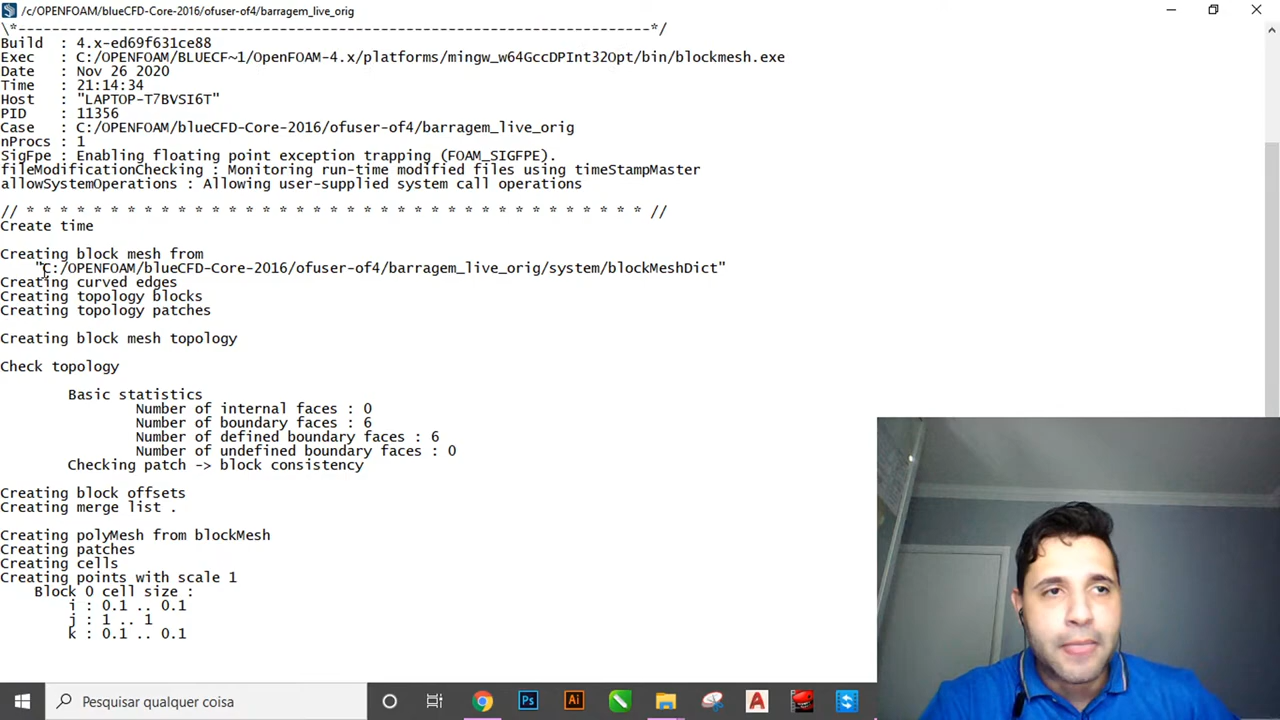 /c/OPENFOAM/blueCFD-Core-2016/ofuser-of4/barragem_live_orig
\*---------------------------------------------------------------------------*/
Build  : 4.x-ed69f631ce88
Exec   : C:/OPENFOAM/BLUECF~1/OpenFOAM-4.x/platforms/mingw_w64GccDPInt32Opt/bin/blockmesh.exe
Date   : Nov 26 2020
Time   : 21:14:34
Host   : "LAPTOP-T7BVSI6T"
PID    : 11356
Case   : C:/OPENFOAM/blueCFD-Core-2016/ofuser-of4/barragem_live_orig
nProcs : 1
SigFpe : Enabling floating point exception trapping (FOAM_SIGFPE).
fileModificationChecking : Monitoring run-time modified files using timeStampMaster
allowSystemOperations : Allowing user-supplied system call operations
// * * * * * * * * * * * * * * * * * * * * * * * * * * * * * * * * * * * * * //
Create time
Creating block mesh from
"C:/OPENFOAM/blueCFD-Core-2016/ofuser-of4/barragem_live_orig/system/blockMeshDict"
Creating curved edges
Creating topology blocks
Creating topology patches
Creating block mesh topology
Check topology
Basic statistics
Number of internal faces : 0
Number of boundary faces : 6
Number of defined boundary faces : 6
Number of undefined boundary faces : 0
Checking patch -> block consistency
Creating block offsets
Creating merge list .
Creating polyMesh from blockMesh
Creating patches
Creating cells
Creating points with scale 1
Block 0 cell size :
i : 0.1 .. 0.1
j : 1 .. 1
k : 0.1 .. 0.1
Pesquisar qualquer coisa
Ps
Ai
A